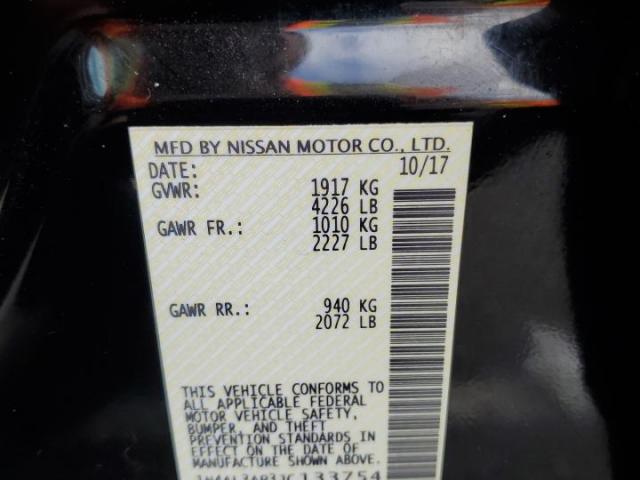 MFD BY NISSAN MOTOR CO., LTD.
DATE: 10/17
GVWR: 1917 KG
4226 LB
GAWR FR.: 1010 KG
2227 LB
GAWR RR.: 940 KG
2072 LB
THIS VEHICLE CONFORMS TO
ALL APPLICABLE FEDERAL
MOTOR VEHICLE SAFETY,
BUMPER, AND THEFT
PREVENTION STANDARDS IN
EFFECT ON THE DATE OF
MANUFACTURE SHOWN ABOVE.